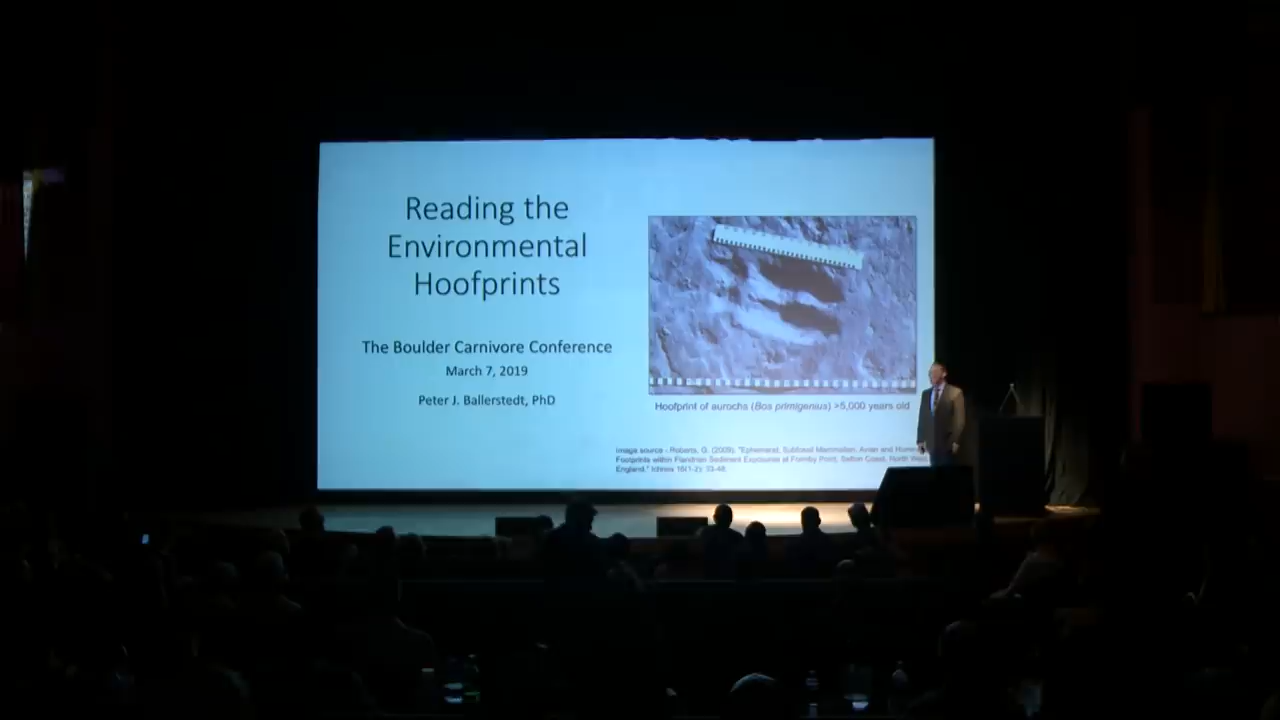 Reading the
Environmental
Hoofprints
The Boulder Carnivore Conference
March 7, 2019
Peter J. Ballerstedt, PhD
Hoofprint of aurochs (Bos primigenius) >5,000 years old
Image source - Roberts, G. (2009). "Ephemeral, Subfossil Mammalian, Avian and
Footprints within Flandrian Sediment Exposures at Formby Point, Sefton Coast, North West
England." Ichnos 16(1-2): 33-48.